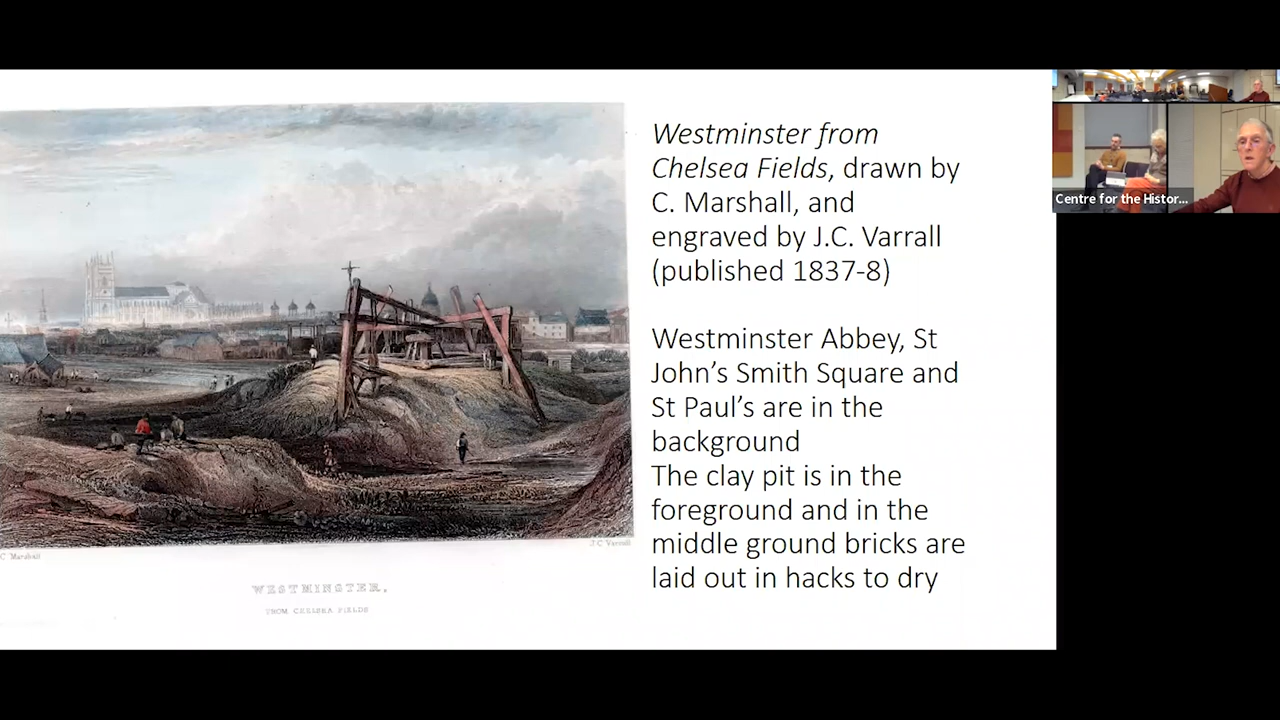 Westminster from
Chelsea Fields, drawn by
C. Marshall, and
engraved by J.C. Varrall
(published 1837-8)
Westminster Abbey, St
John’s Smith Square and
St Paul’s are in the
background
The clay pit is in the
foreground and in the
middle ground bricks are
laid out in hacks to dry
C Marshall
J.C Varrall
WESTMINSTER,
FROM CHELSEA FIELDS
Centre for the Histor...